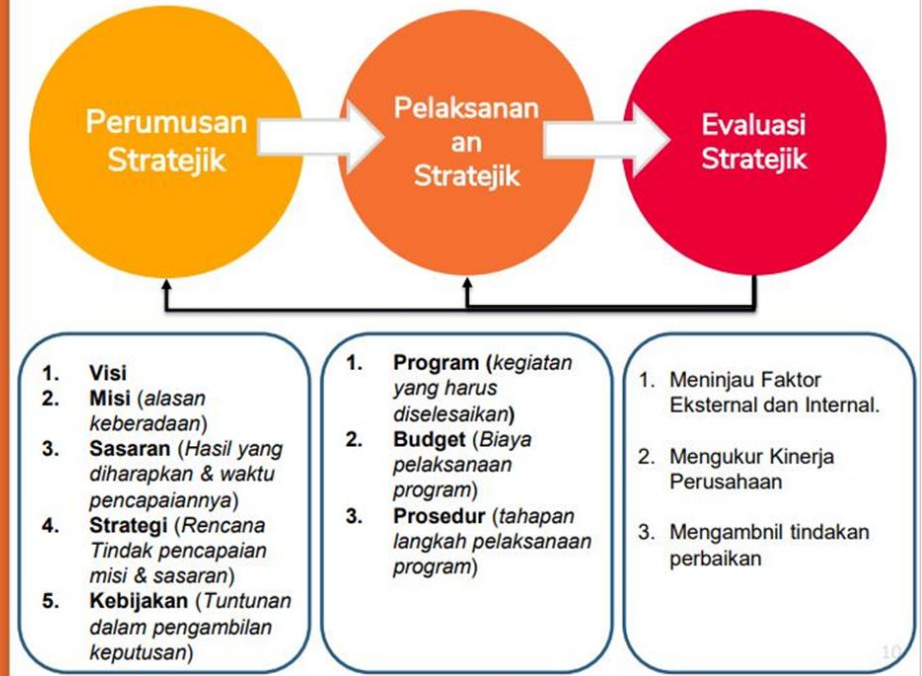 Perumusan
Stratejik
Pelaksanan
an
Stratejik
Evaluasi
Stratejik
1. Visi
2. Misi (alasan
keberadaan)
3. Sasaran (Hasil yang
diharapkan & waktu
pencapaiannya)
4. Strategi (Rencana
Tindak pencapaian
misi & sasaran)
5. Kebijakan (Tuntunan
dalam pengambilan
keputusan)
1. Program (kegiatan
yang harus
diselesaikan)
2. Budget (Biaya
pelaksanaan
program)
3. Prosedur (tahapan
langkah pelaksanaan
program)
1. Meninjau Faktor
Eksternal dan Internal.
2. Mengukur Kinerja
Perusahaan
3. Mengambnil tindakan
perbaikan
10